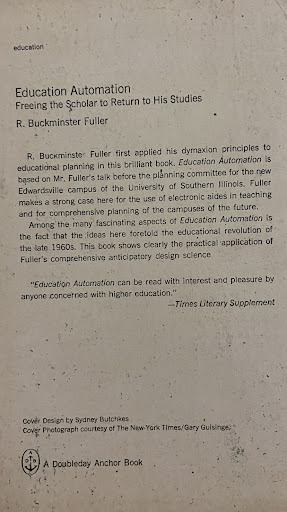 education
Education Automation
Freeing the Scholar to Return to His Studies
R. Buckminster Fuller
R. Buckminster Fuller first applied his dymaxion principles to
educational planning in this brilliant book. Education Automation is
based on Mr. Fuller's talk before the planning committee for the new
Edwardsville campus of the University of Southern Illinois. Fuller
makes a strong case here for the use of electronic aides in teaching
and for comprehensive planning of the campuses of the future.
Among the many fascinating aspects of Education Automation is
the fact that the ideas here foretold the educational revolution of
the late 1960s. This book shows clearly the practical application of
Fuller's comprehensive anticipatory design science.
"Education Automation can be read with interest and pleasure by
anyone concerned with higher education."
—Times Literary Supplement
Cover Design by Sydney Butchkes
Cover Photograph courtesy of The New York Times/Gary Guisinger
A Doubleday Anchor Book